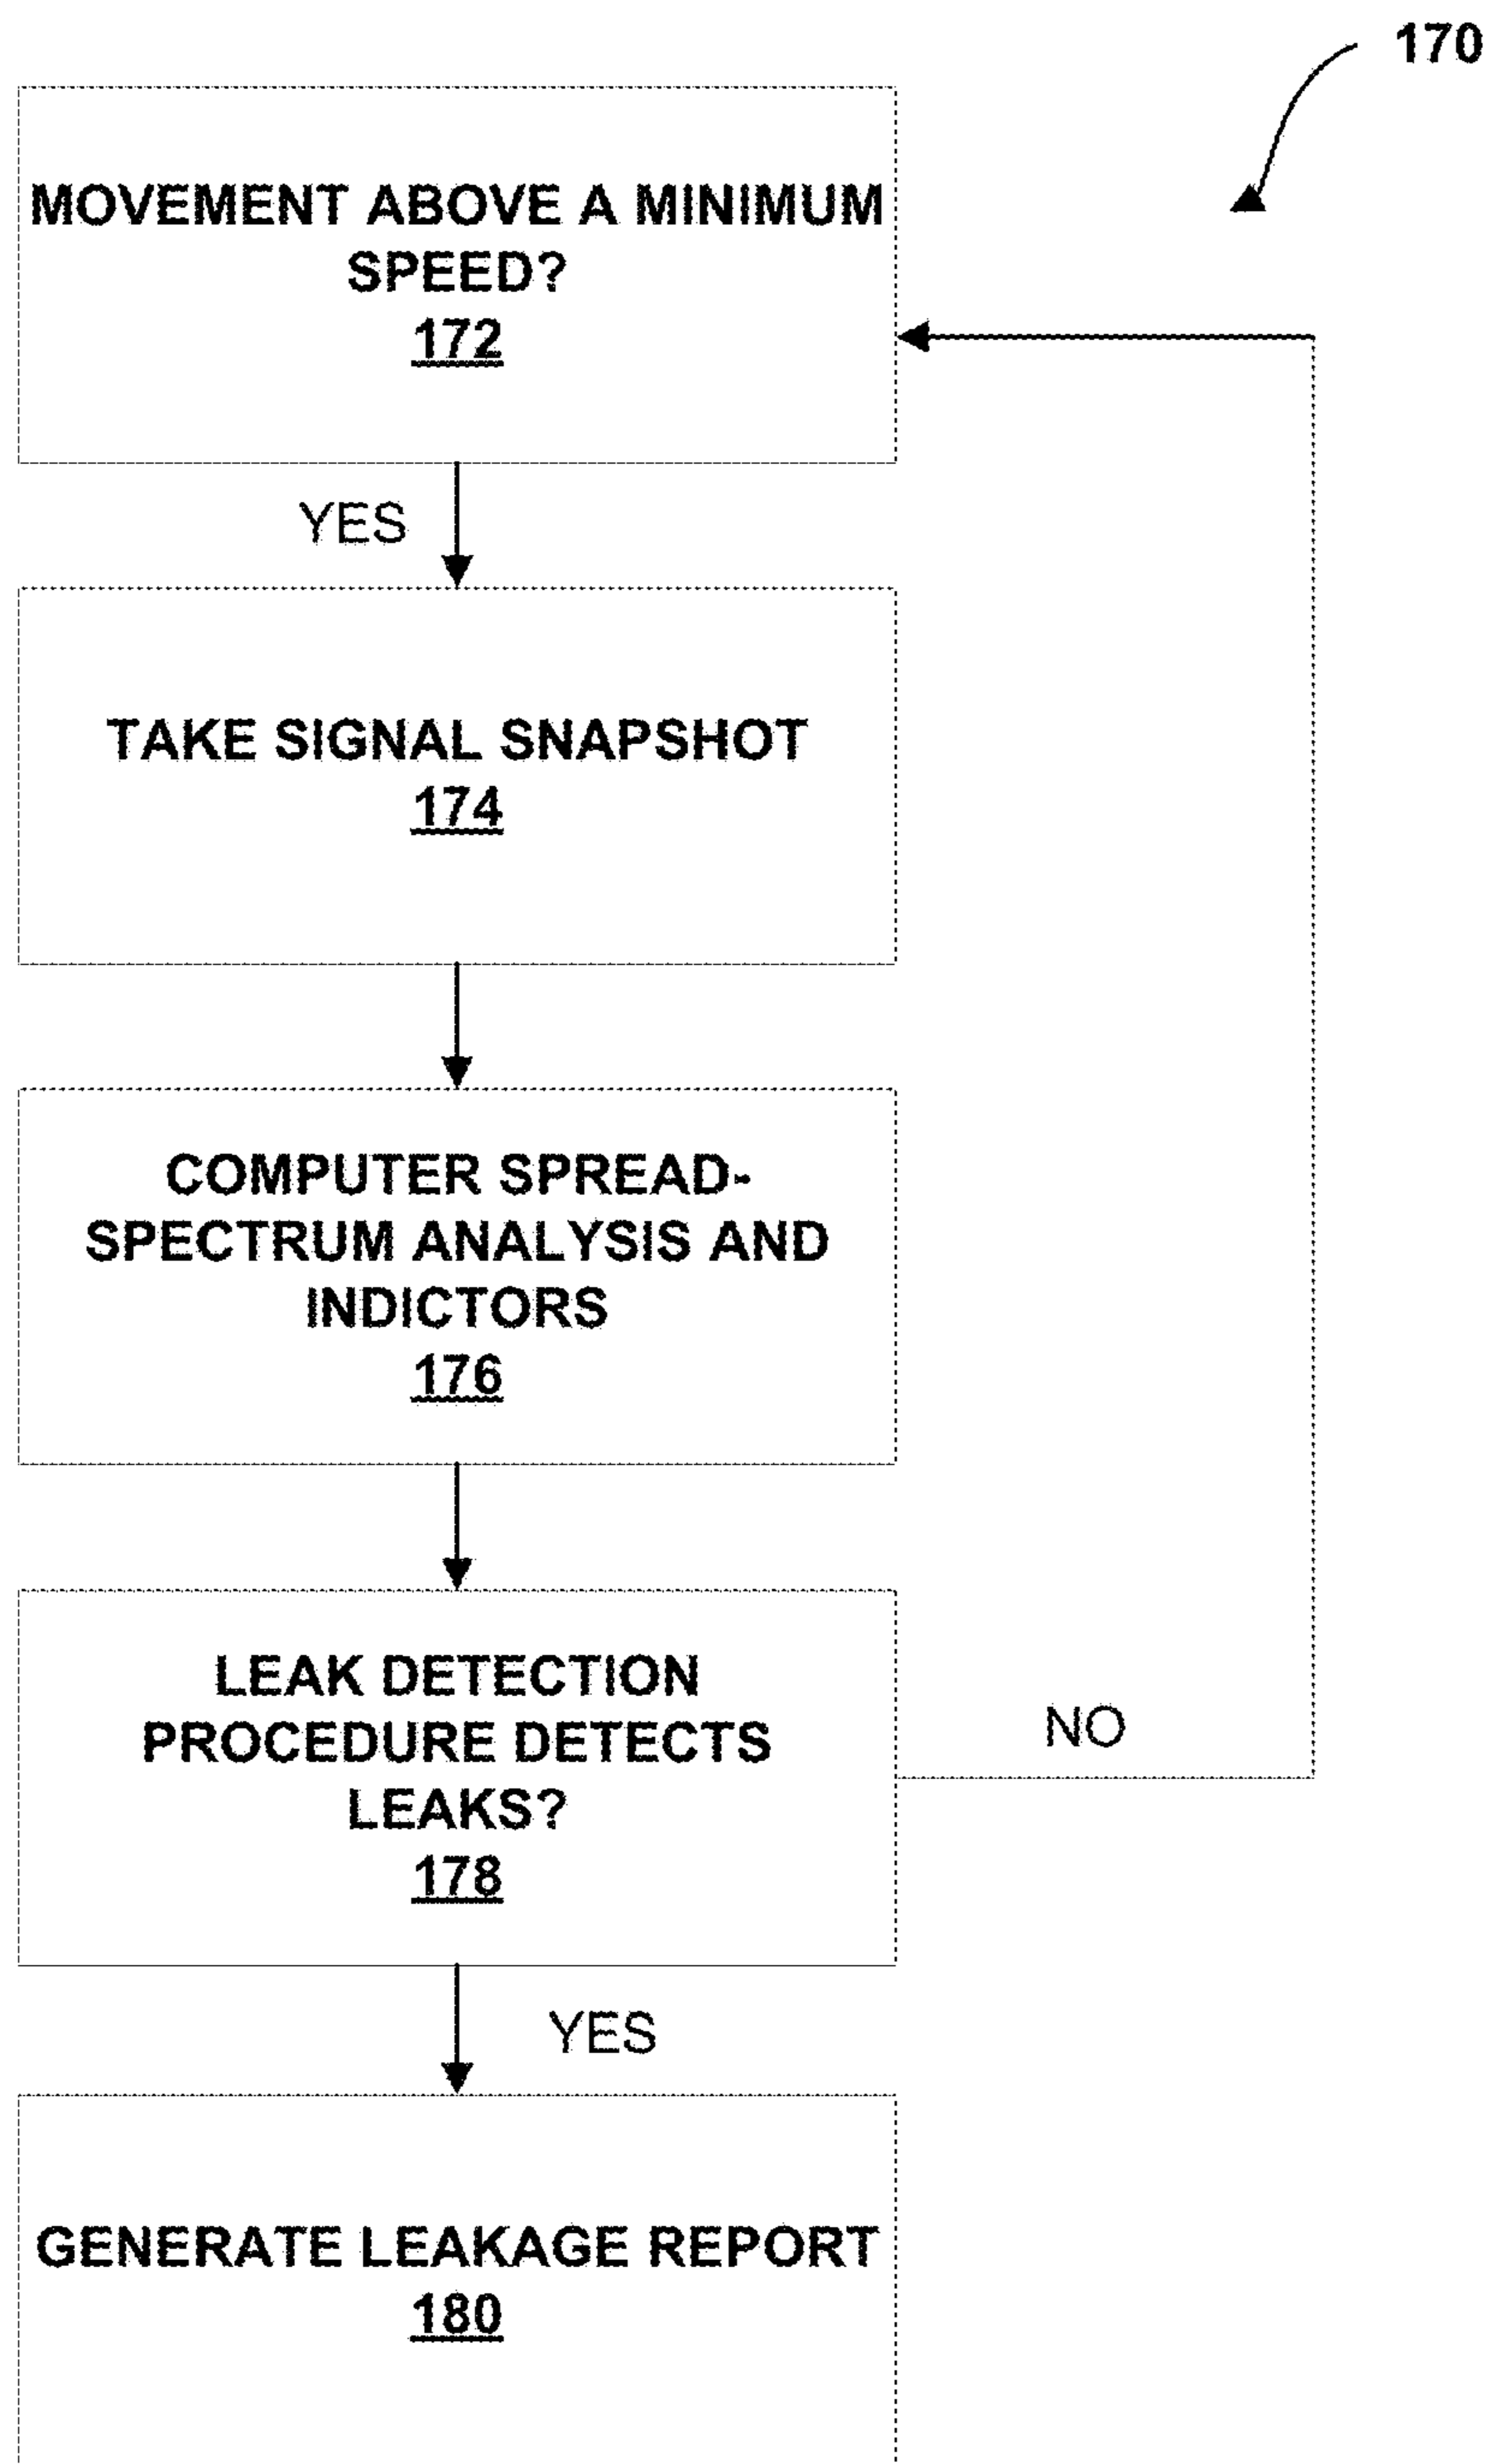 170
MOVEMENT ABOVE A MINIMUM
SPEED?
172
YES
TAKE SIGNAL SNAPSHOT
174
COMPUTER SPREAD-
SPECTRUM ANALYSIS AND
INDICTORS
176
LEAK DETECTION
PROCEDURE DETECTS
LEAKS?
178
NO
YES
GENERATE LEAKAGE REPORT
180